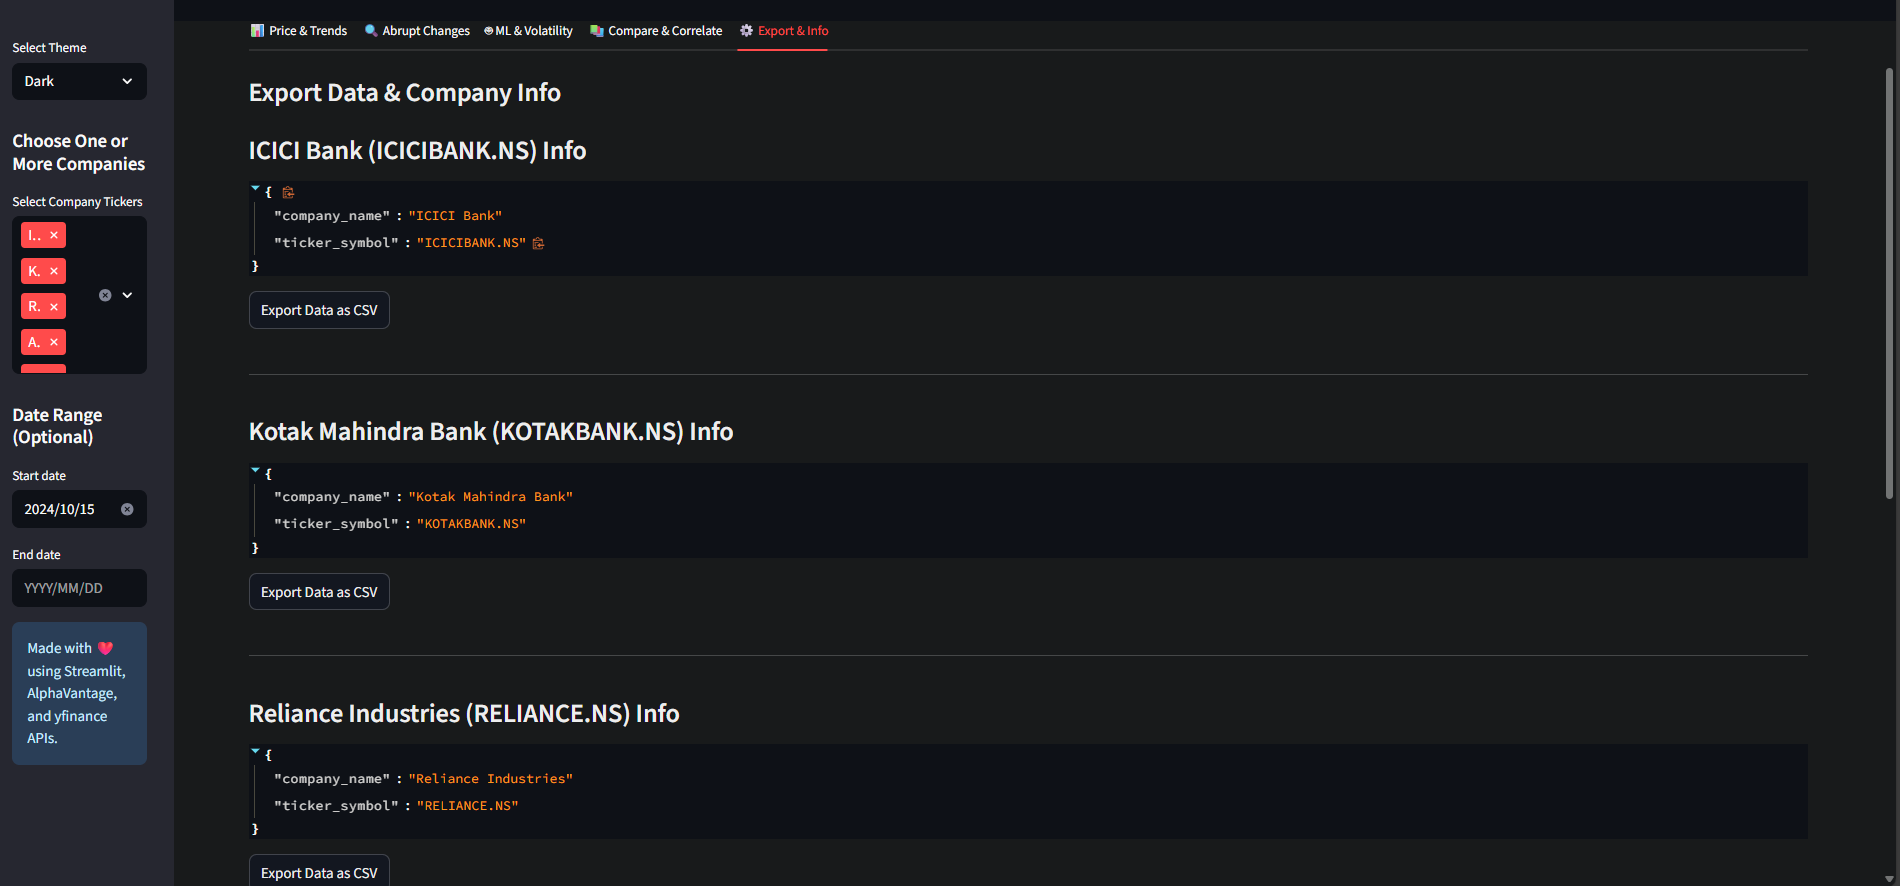 Select Theme
Dark
Choose One or
More Companies
Select Company Tickers
I..
K.
R.
A.
Date Range
(Optional)
Start date
2024/10/15
End date
YYYY/MM/DD
Made with ❤️
using Streamlit,
AlphaVantage,
and yfinance
APIs.
Price & Trends
Abrupt Changes
ML & Volatility
Compare & Correlate
Export & Info
Export Data & Company Info
ICICI Bank (ICICIBANK.NS) Info
{
"company_name" : "ICICI Bank"
"ticker_symbol" : "ICICIBANK.NS"
}
Export Data as CSV
Kotak Mahindra Bank (KOTAKBANK.NS) Info
{
"company_name" : "Kotak Mahindra Bank"
"ticker_symbol" : "KOTAKBANK.NS"
}
Export Data as CSV
Reliance Industries (RELIANCE.NS) Info
{
"company_name" : "Reliance Industries"
"ticker_symbol" : "RELIANCE.NS"
}
Export Data as CSV